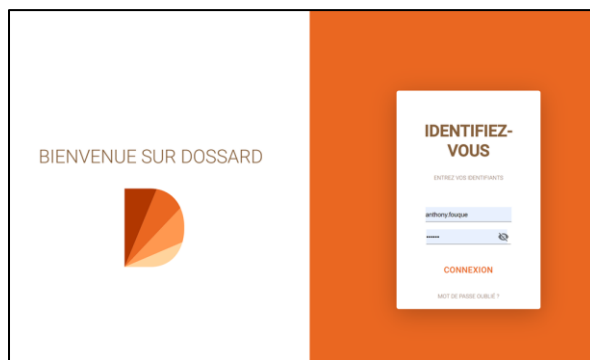 BIENVENUE SUR DOSSARD
IDENTIFIEZ-
VOUS
ENTREZ VOS IDENTIFIANTS
anthony.fouque
••••••
CONNEXION
MOT DE PASSE OUBLIÉ ?